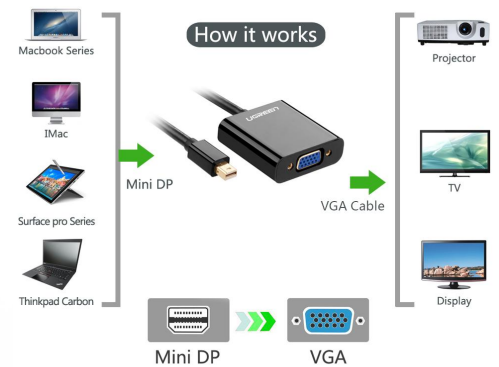 How it works
Macbook Series
IMac
Surface pro Series
Thinkpad Carbon
Mini DP
UGREEN
VGA Cable
Projector
TV
Display
Mini DP
VGA